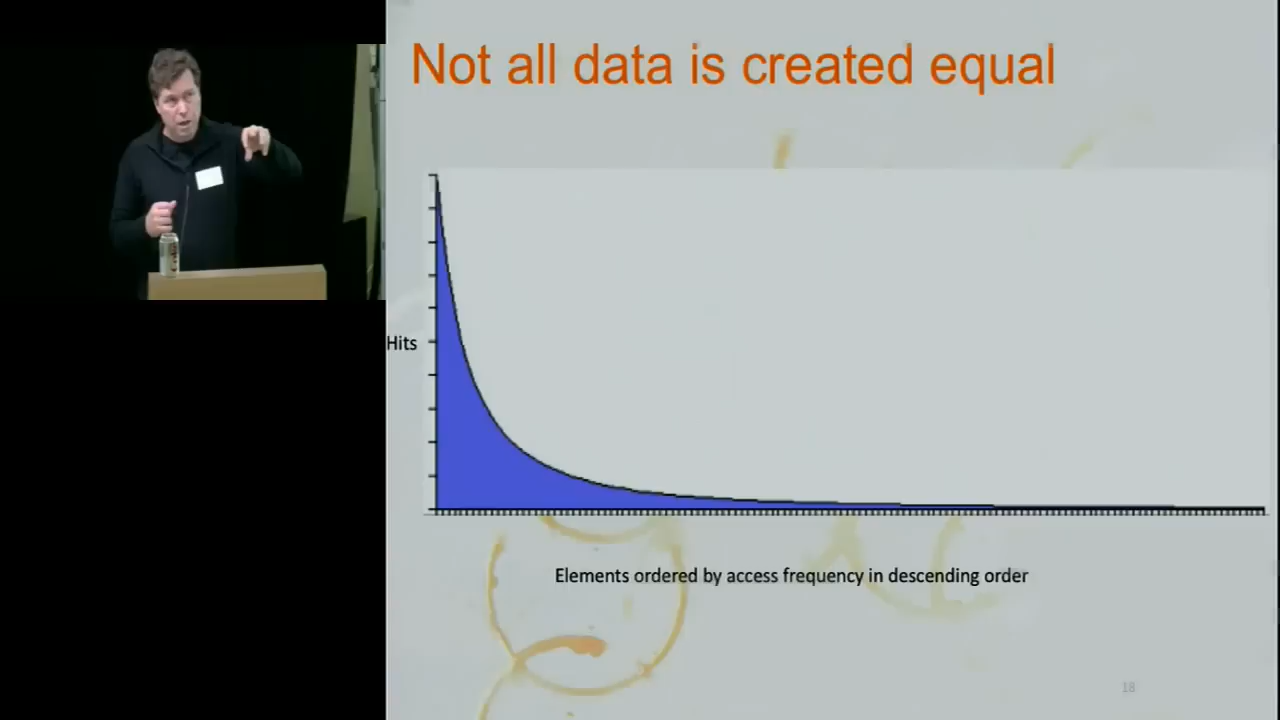 Not all data is created equal
Hits
Elements ordered by access frequency in descending order
18